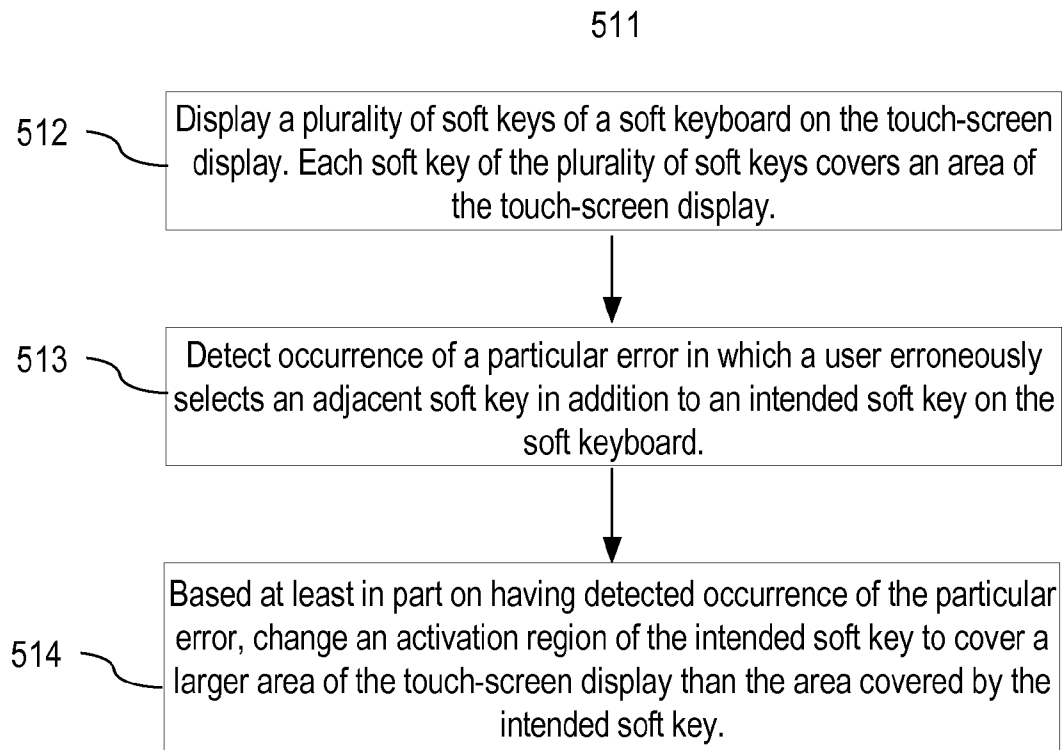 511
512
Display a plurality of soft keys of a soft keyboard on the touch-screen
display. Each soft key of the plurality of soft keys covers an area of
the touch-screen display.
513
Detect occurrence of a particular error in which a user erroneously
selects an adjacent soft key in addition to an intended soft key on the
soft keyboard.
514
Based at least in part on having detected occurrence of the particular
error, change an activation region of the intended soft key to cover a
larger area of the touch-screen display than the area covered by the
intended soft key.